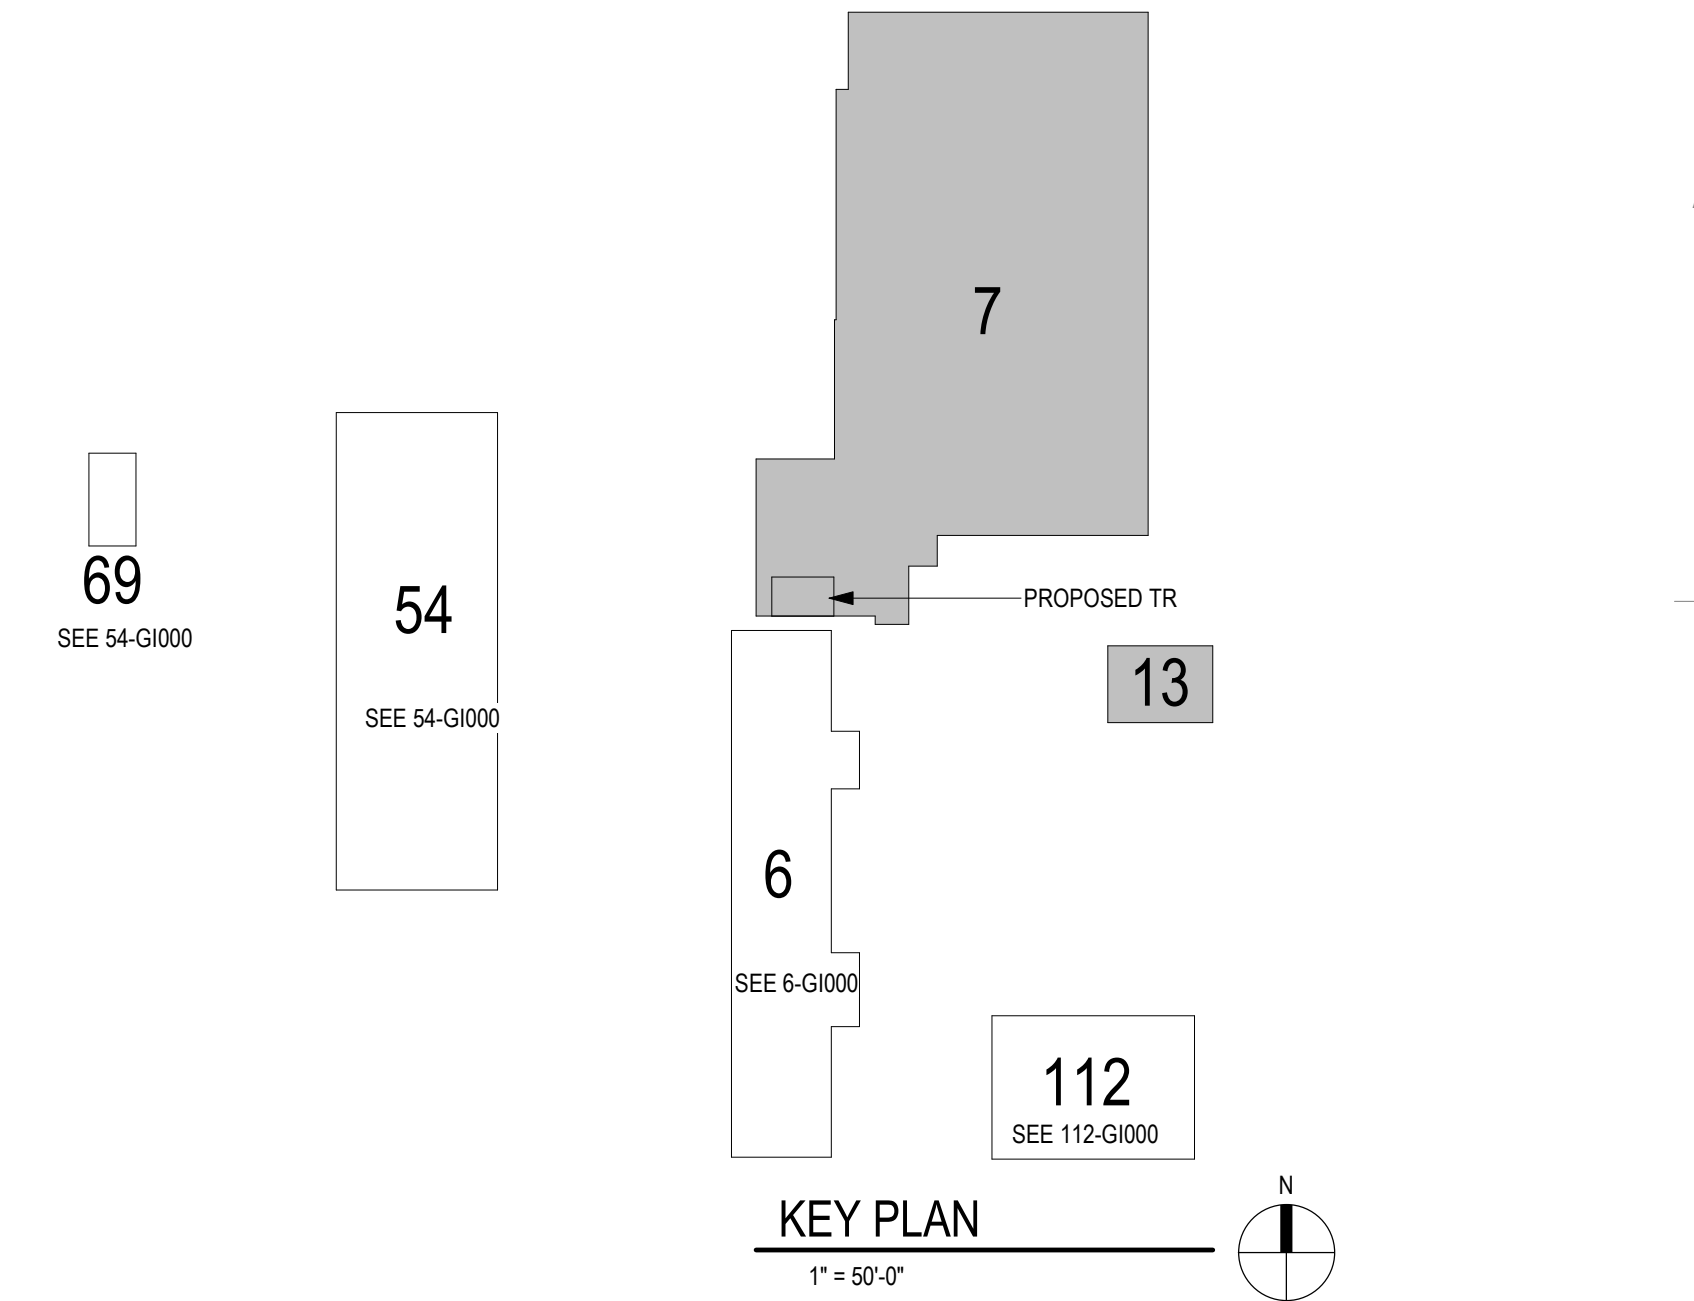 7
69
SEE 54-GI000
54
SEE 54-GI000
PROPOSED TR
13
6
SEE 6-GI000
112
SEE 112-GI000
KEY PLAN
1" = 50'-0"
N